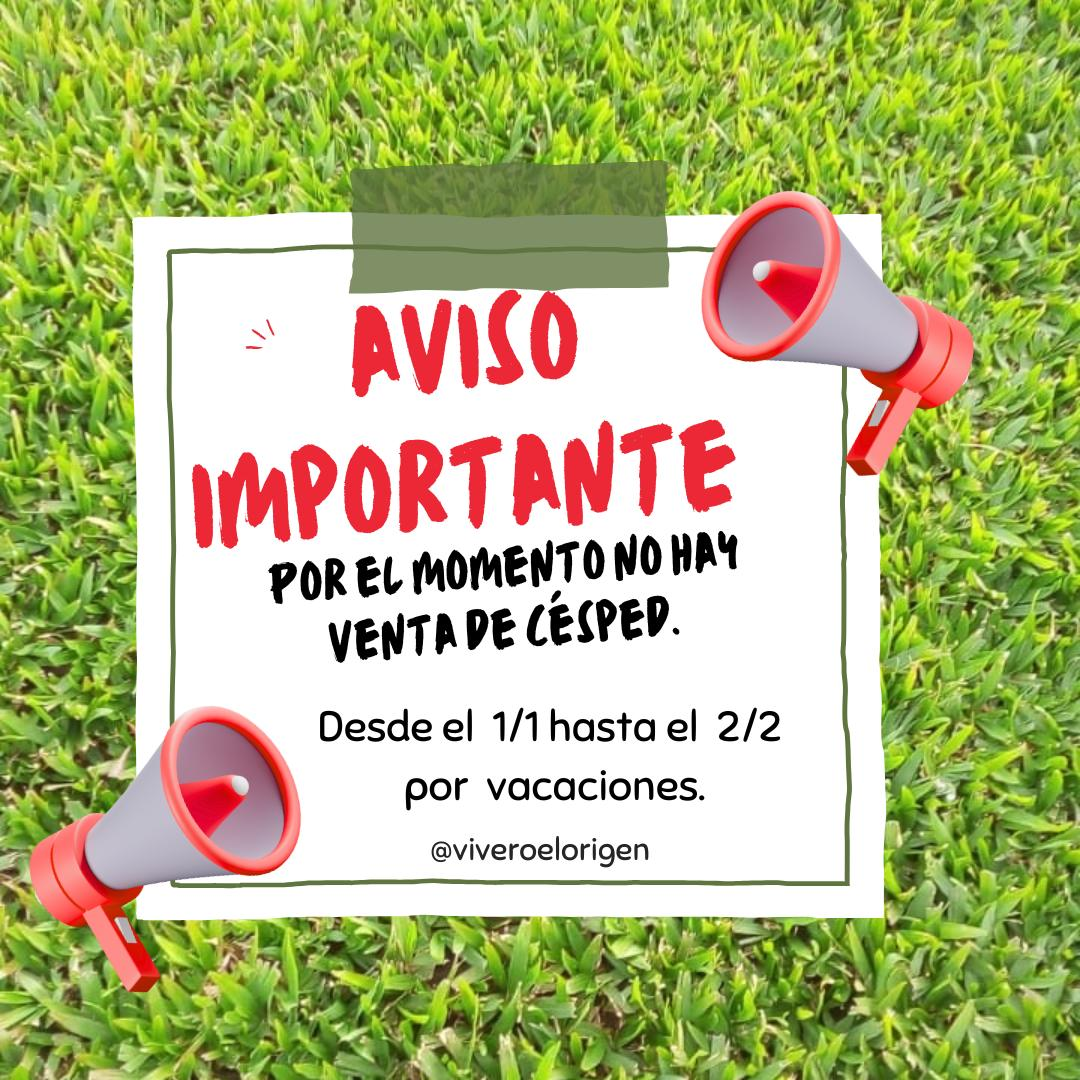 AVISO
IMPORTANTE
POR EL MOMENTO NO HAY
VENTA DE CÉSPED.
Desde el 1/1 hasta el 2/2
por vacaciones.
@viveroelorigen